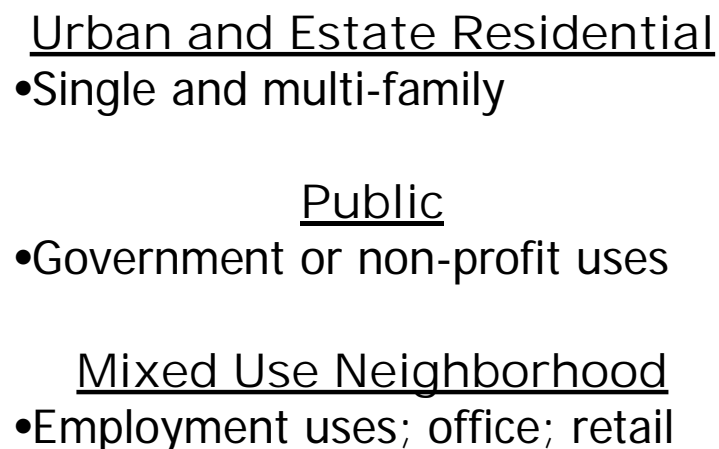 Urban and Estate Residential
•Single and multi-family
Public
•Government or non-profit uses
Mixed Use Neighborhood
•Employment uses; office; retail